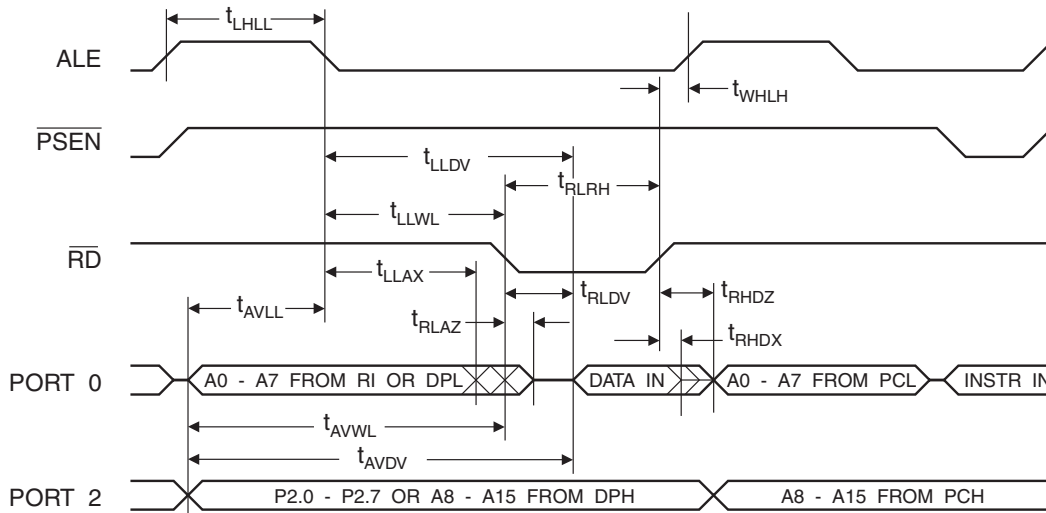 tLHLL
ALE
tWHLH
PSEN
tLLDV
tRLRH
tLLWL
RD
tLLAX
tRLDV
tRHDZ
tAVLL
tRLAZ
tRHDX
PORT 0
A0 - A7 FROM RI OR DPL
DATA IN
A0 - A7 FROM PCL
INSTR IN
tAVWL
tAVDV
PORT 2
P2.0 - P2.7 OR A8 - A15 FROM DPH
A8 - A15 FROM PCH